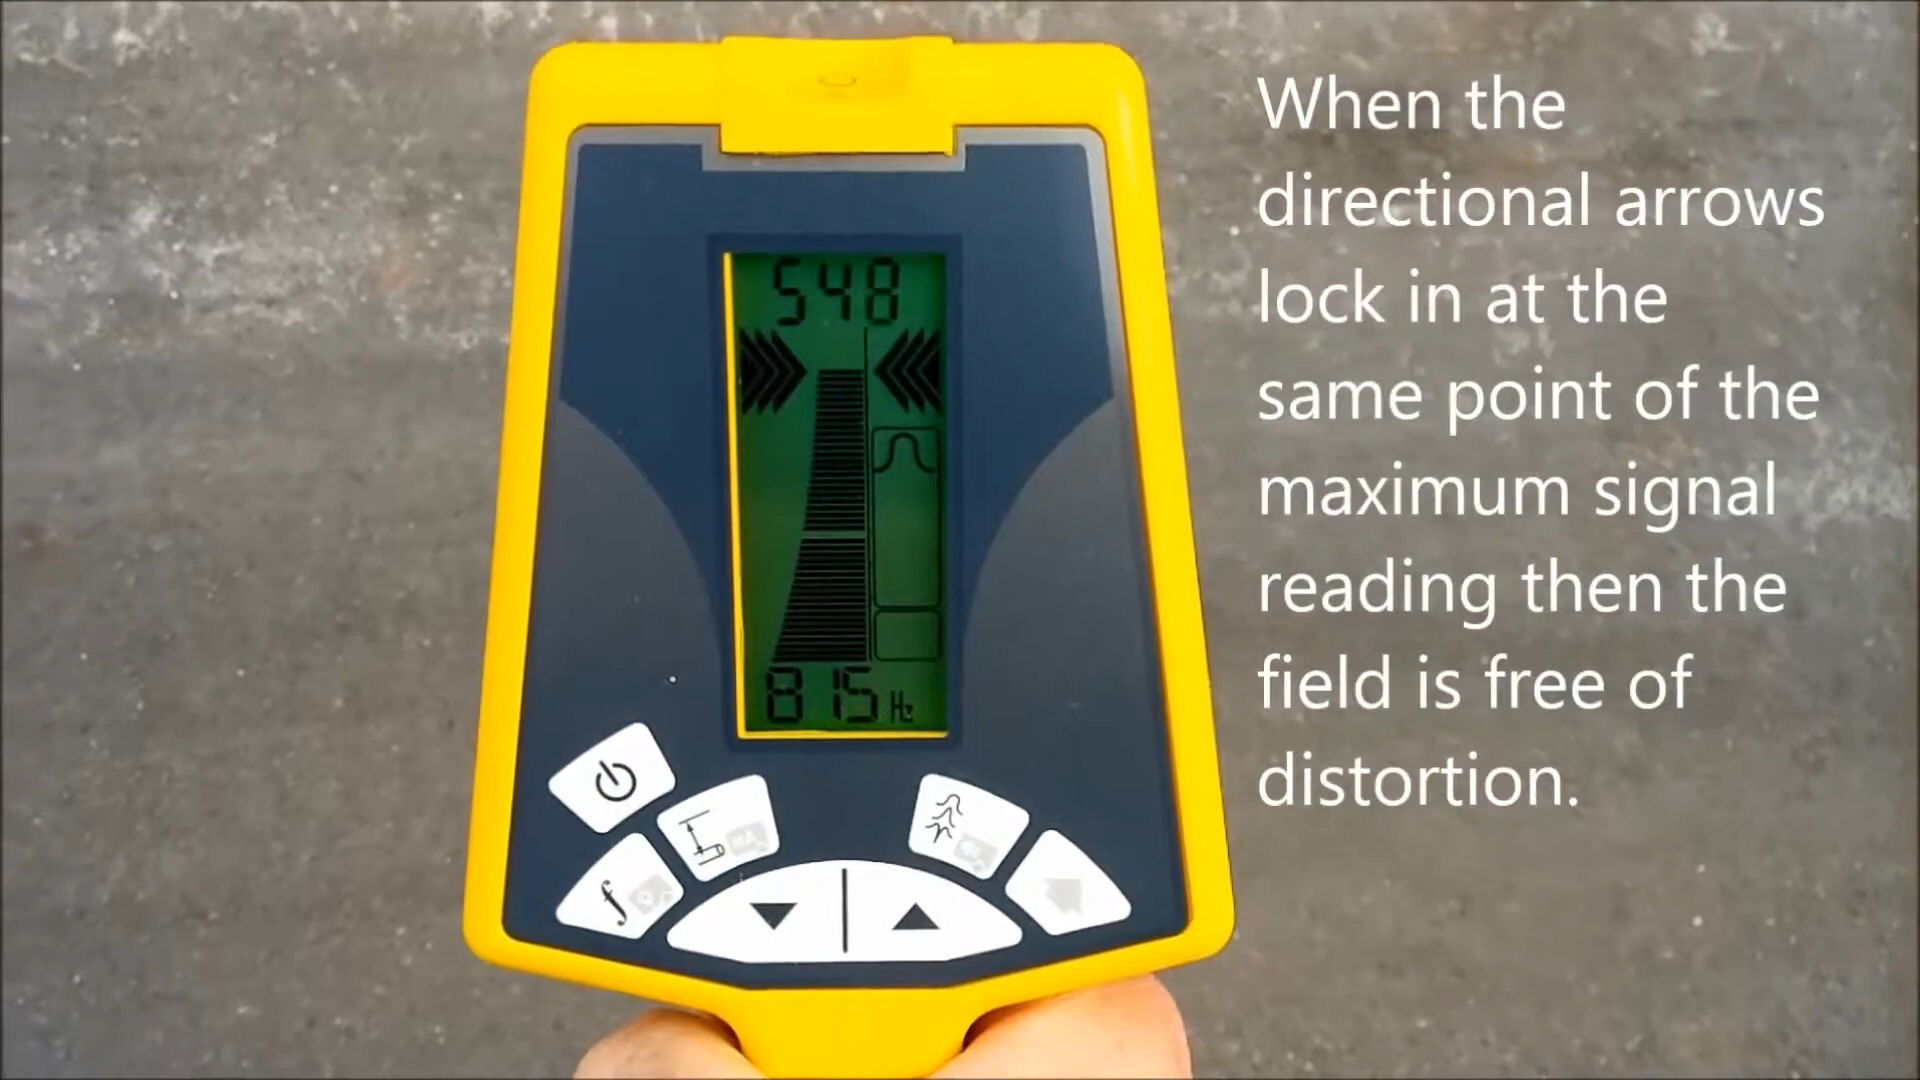 When the
directional arrows
lock in at the
same point of the
maximum signal
reading then the
field is free of
distortion.
548
815 Hz
f